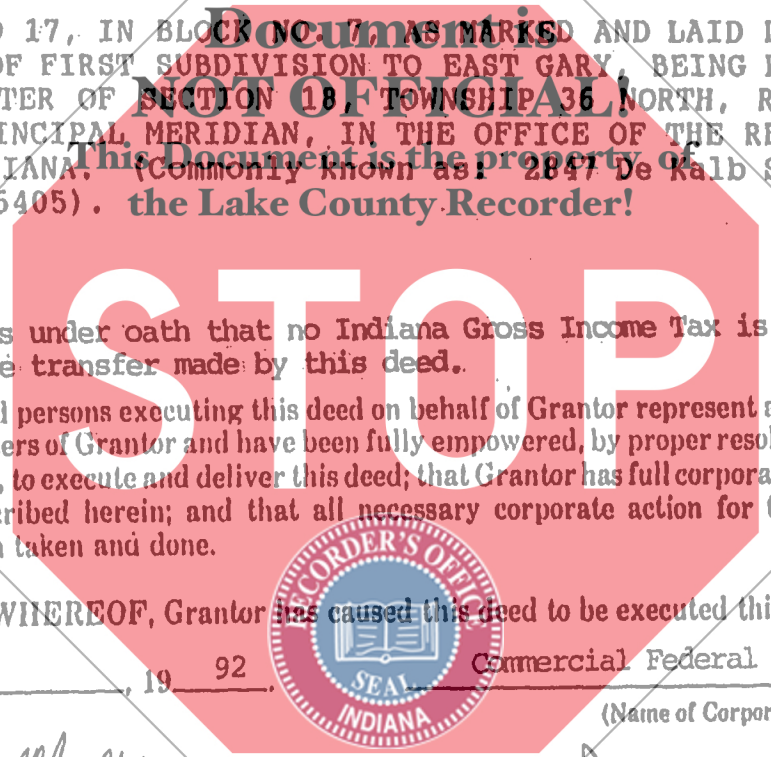 D 17, IN BLOCK NO. 7, AS MARKED AND LAID
OF FIRST SUBDIVISION TO EAST GARY, BEING
TER OF SECTION 18, TOWNSHIP 36 NORTH, R
INCIPAL MERIDIAN, IN THE OFFICE OF THE RE
IANA. (Commonly known as: 2847 De Kalb S
6405).
Document is
NOT OFFICIAL!
This Document is the property of
the Lake County Recorder!
STOP
s under oath that no Indiana Gross Income Tax is
e transfer made by this deed.
d persons executing this deed on behalf of Grantor represent a
ers of Grantor and have been fully empowered, by proper resol
, to execute and deliver this deed; that Grantor has full corpora
cribed herein; and that all necessary corporate action for t
n taken and done.
WHEREOF, Grantor has caused this deed to be executed thi
, 19 92 . Commercial Federal
(Name of Corpor
RECORDER'S OFFICE
SEAL
INDIANA